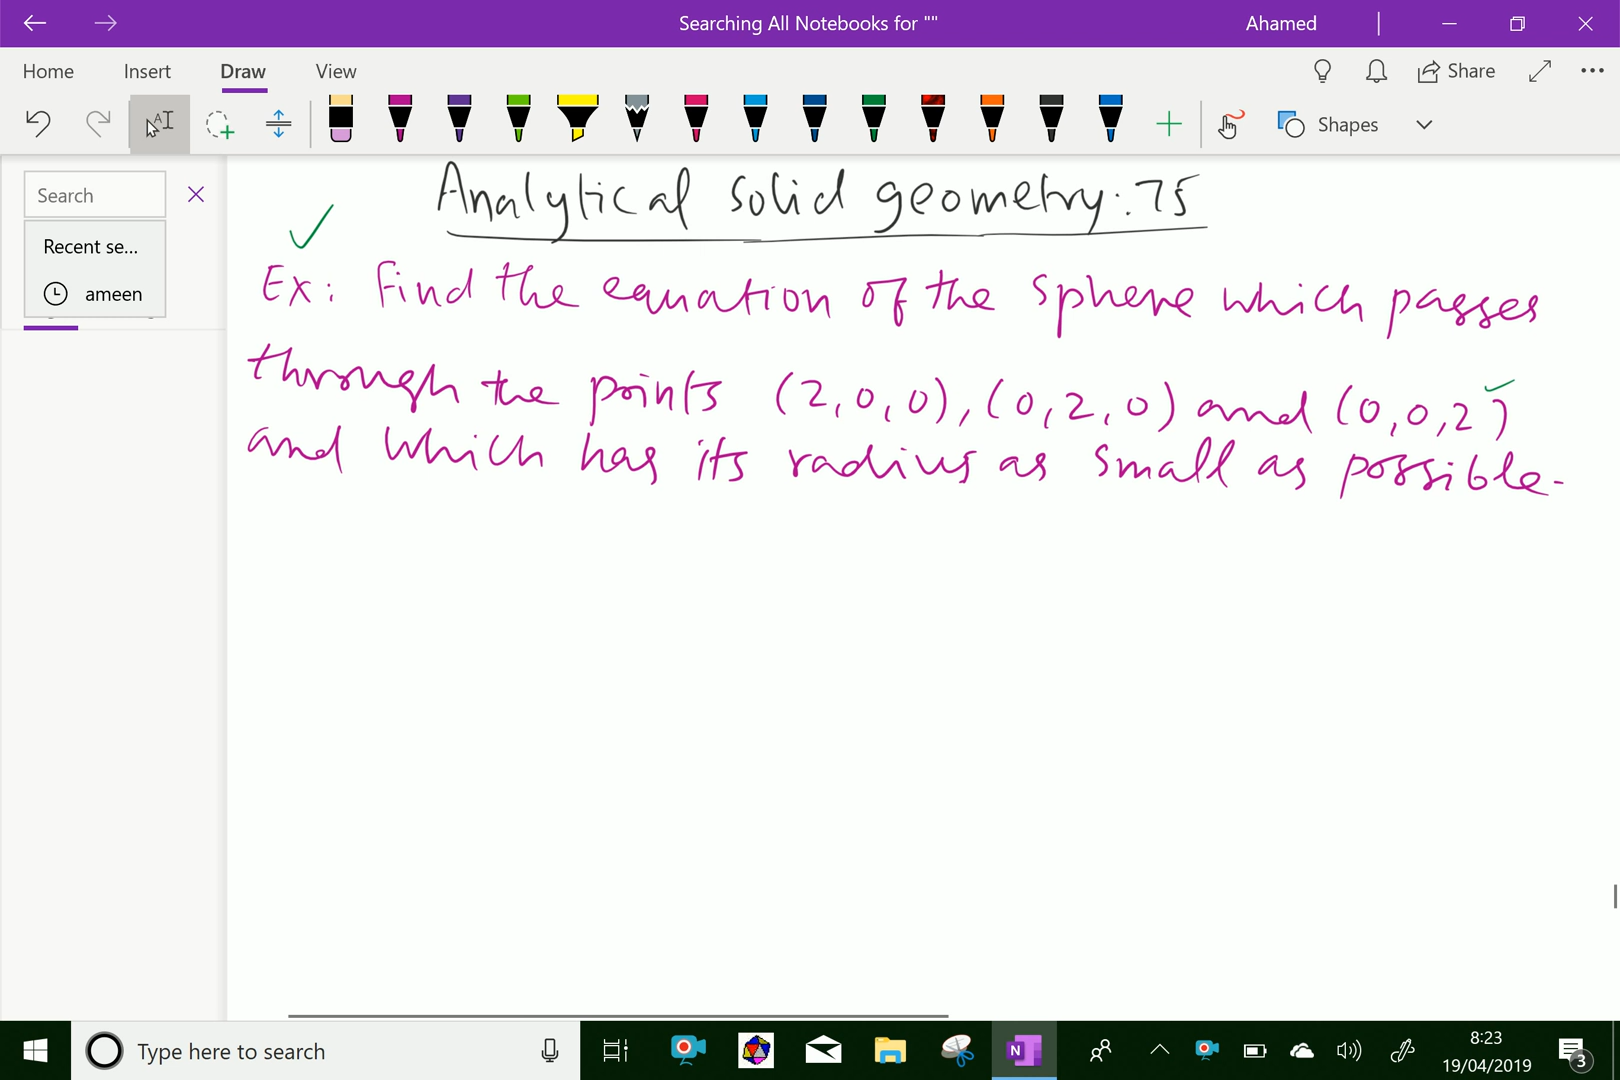 Searching All Notebooks for ""
Ahamed
Home Insert Draw View
Share
Shapes
Search
Recent se...
ameen
Analytical solid geometry:.75
Ex: Find the equation of the sphere which passes
through the points (2,0,0), (0,2,0) and (0,0,2)
and which has its radius as small as possible.
Type here to search
N
8:23
19/04/2019
3